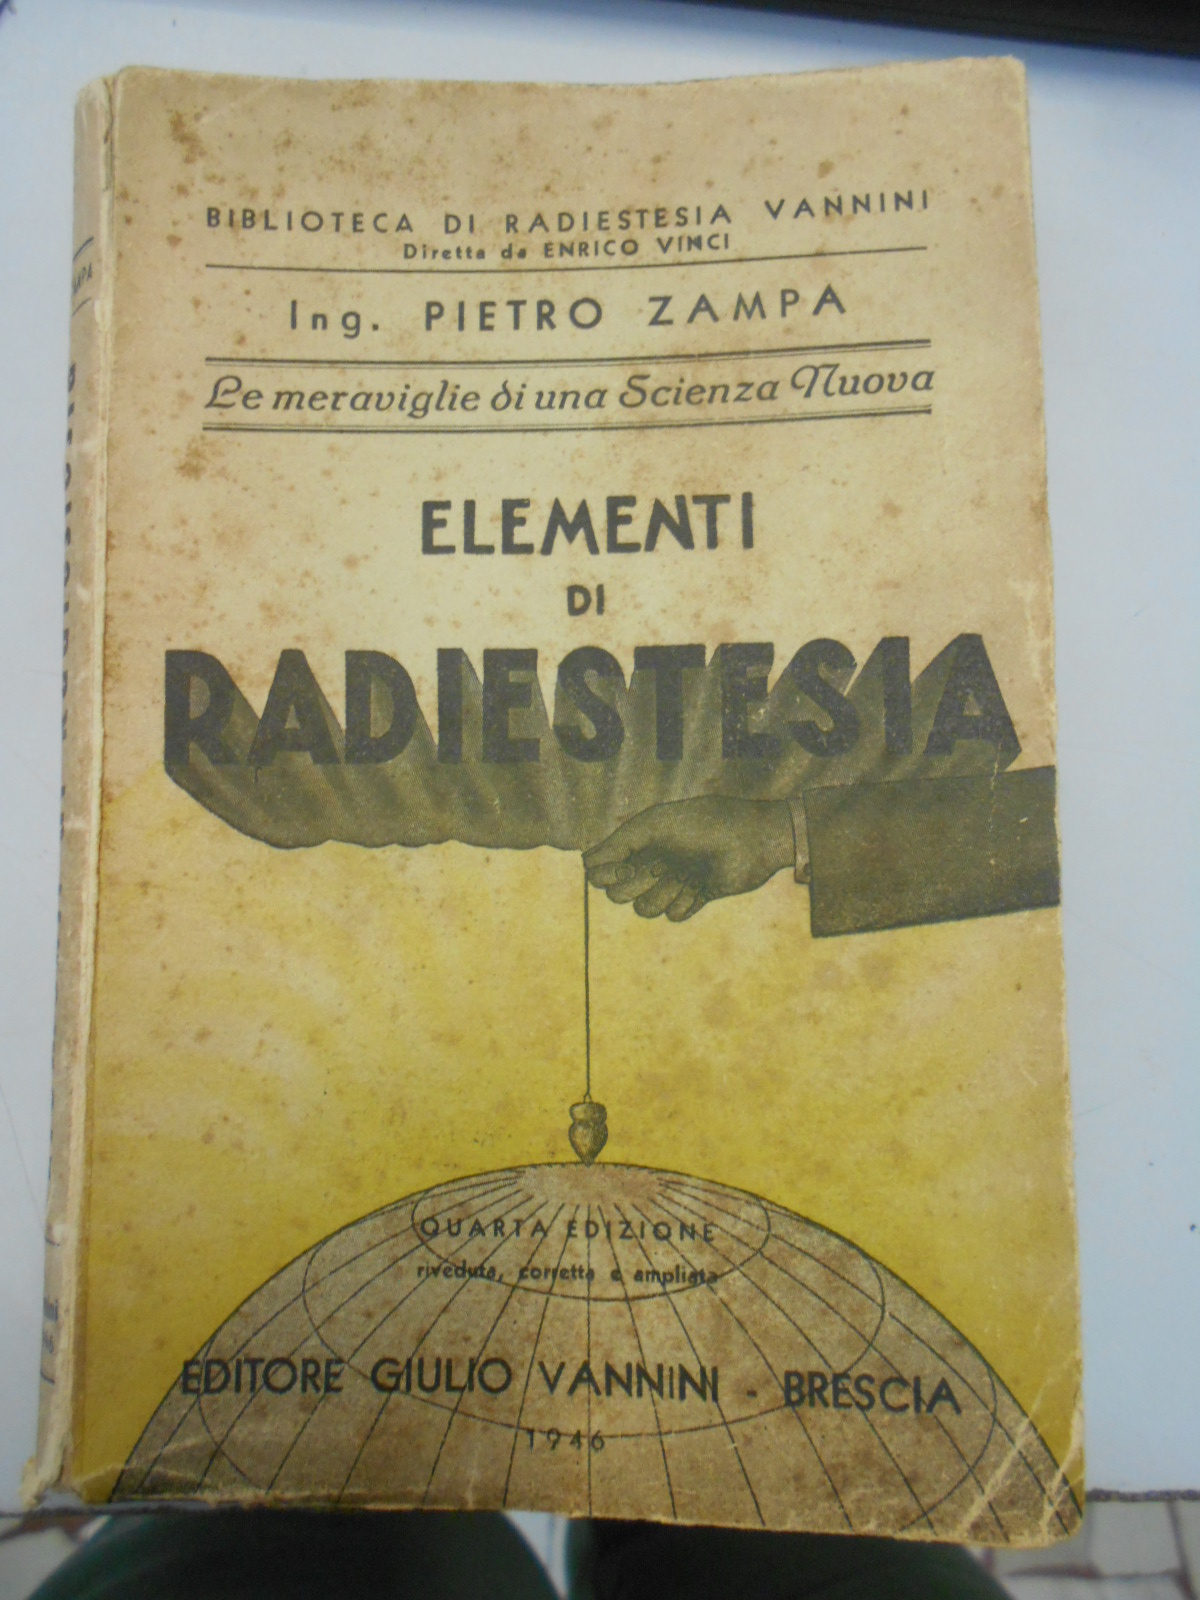 BIBLIOTECA DI RADIESTESIA VANNINI
Diretta da ENRICO VINCI
Ing. PIETRO ZAMPA
Le meraviglie di una Scienza Nuova
ELEMENTI
DI
RADIESTESIA
QUARTA EDIZIONE
riveduta, corretta e ampliata
EDITORE GIULIO VANNINI - BRESCIA
1946